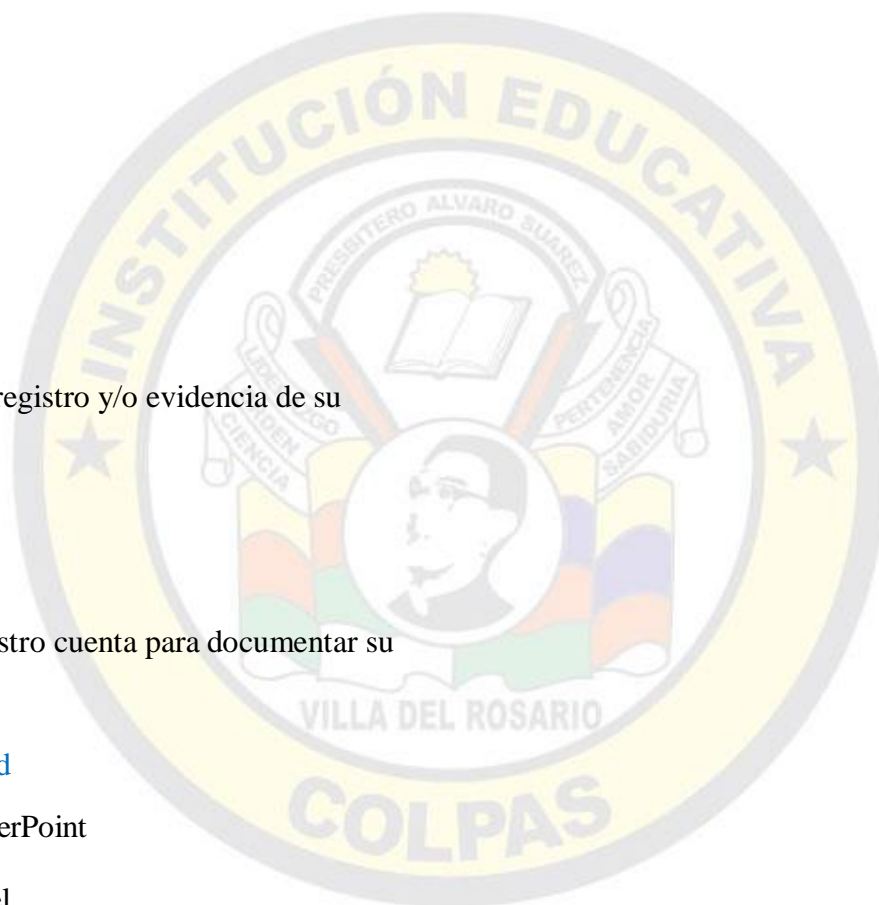 INSTITUCIÓN EDUCATIVA
PRESBITERO ALVARO SUAREZ
registro y/o evidencia de su
LIDERAZGO
CIENCIA
PERTENENCIA
AMOR
SABIDURIA
stro cuenta para documentar su
VILLA DEL ROSARIO
d
erPoint
COLPAS
el